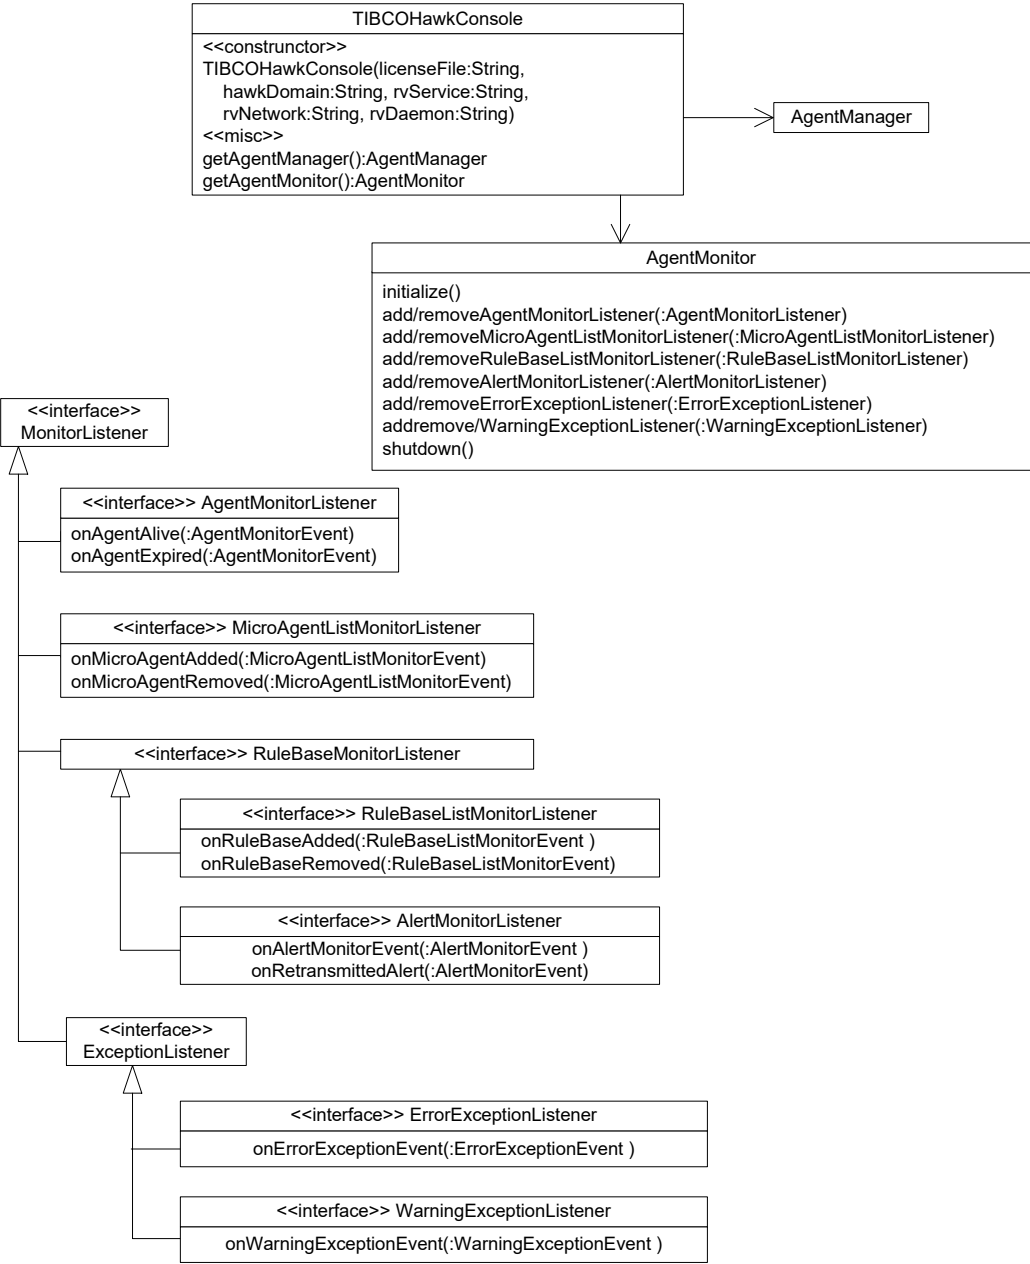 TIBCOHawkConsole
<<construnctor>>
TIBCOHawkConsole(licenseFile:String,
hawkDomain:String, rvService:String,
rvNetwork:String, rvDaemon:String)
<<misc>>
getAgentManager():AgentManager
getAgentMonitor():AgentMonitor
AgentManager
AgentMonitor
initialize()
add/removeAgentMonitorListener(:AgentMonitorListener)
add/removeMicroAgentListMonitorListener(:MicroAgentListMonitorListener)
add/removeRuleBaseListMonitorListener(:RuleBaseListMonitorListener)
add/removeAlertMonitorListener(:AlertMonitorListener)
add/removeErrorExceptionListener(:ErrorExceptionListener)
addremove/WarningExceptionListener(:WarningExceptionListener)
shutdown()
<<interface>>
MonitorListener
<<interface>> AgentMonitorListener
onAgentAlive(:AgentMonitorEvent)
onAgentExpired(:AgentMonitorEvent)
<<interface>> MicroAgentListMonitorListener
onMicroAgentAdded(:MicroAgentListMonitorEvent)
onMicroAgentRemoved(:MicroAgentListMonitorEvent)
<<interface>> RuleBaseMonitorListener
<<interface>> RuleBaseListMonitorListener
onRuleBaseAdded(:RuleBaseListMonitorEvent )
onRuleBaseRemoved(:RuleBaseListMonitorEvent)
<<interface>> AlertMonitorListener
onAlertMonitorEvent(:AlertMonitorEvent )
onRetransmittedAlert(:AlertMonitorEvent)
<<interface>>
ExceptionListener
<<interface>> ErrorExceptionListener
onErrorExceptionEvent(:ErrorExceptionEvent )
<<interface>> WarningExceptionListener
onWarningExceptionEvent(:WarningExceptionEvent )